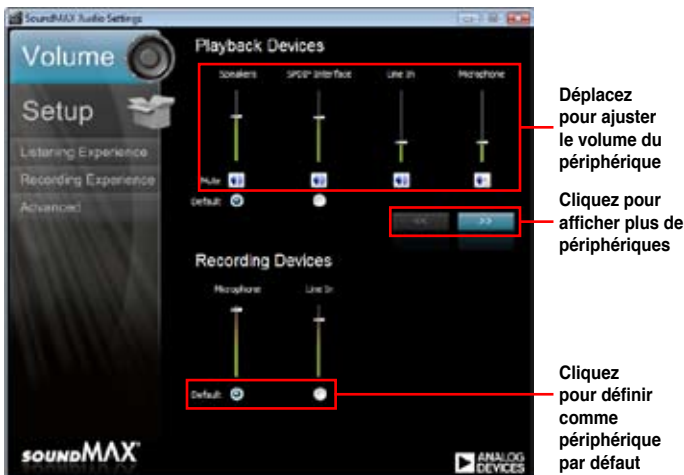 SoundMAX Audio Settings
Volume
Setup
Listening Experience
Recording Experience
Advanced
Playback Devices
Speakers
SPDIF Interface
Line In
Microphone
Mute
Default
<<
>>
Recording Devices
Microphone
Line In
Default
SOUNDMAX
ANALOG
DEVICES
Déplacez
pour ajuster
le volume du
périphérique
Cliquez pour
afficher plus de
périphériques
Cliquez
pour définir
comme
périphérique
par défaut